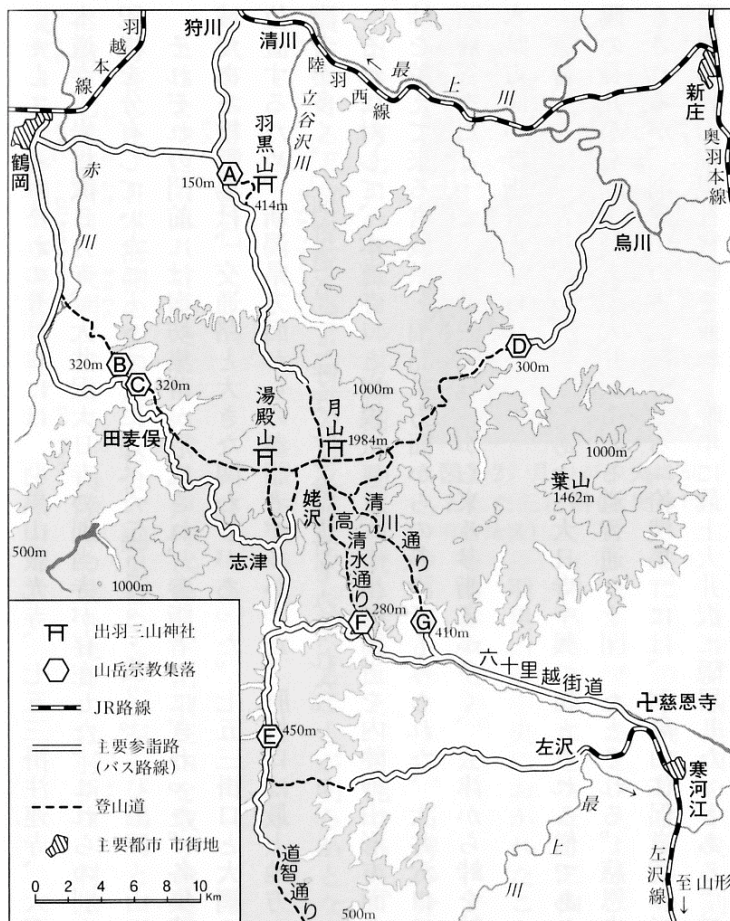 狩川
清川
羽越本線
陸羽西線
最上川
←
新庄
奥羽本線
鶴岡
赤川
立谷沢川
羽黒山
A
150m
414m
烏川
D
300m
B
320m
C
320m
田麦俣
湯殿山
月山
1984m
1000m
1000m
葉山
1462m
姥沢
清川通り
高清水通り
500m
1000m
志津
F
280m
G
410m
六十里越街道
卍慈恩寺
E
450m
左沢
寒河江
最上川
→
左沢線
至山形
↓
道智通り
500m
出羽三山神社
山岳宗教集落
JR路線
主要参詣路
(バス路線)
登山道
主要都市 市街地
0 2 4 6 8 10
Km